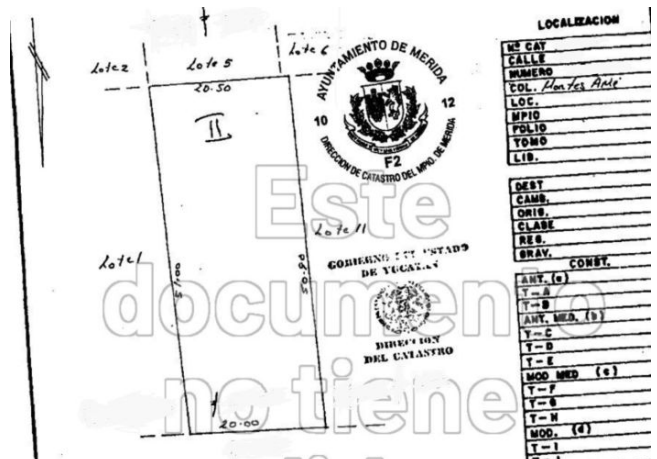 LOCALIZACION
Nº CAT
CALLE
NUMERO
COL. Montes Amé
LOC.
MPIO
FOLIO
TOMO
LIB.
DEST
CAMB.
ORIG.
CLASE
RES.
GRAV.
CONST.
ANT. (a)
T-A
T-B
ANT. MED. (b)
T-C
T-D
T-E
MOD MED (c)
T-F
T-G
T-H
MOD. (d)
T-I
Lote 2
Lote 5
Lote 6
20.50
II
Lote 1
Lote 11
51.00
50.90
20.00
AYUNTAMIENTO DE MERIDA
10
12
F2
DIRECCION DE CATASTRO DEL MPIO. DE MERIDA
GOBIERNO DEL ESTADO
DE YUCATAN
DIRECCION
DEL CATASTRO
Este
documento
no tiene